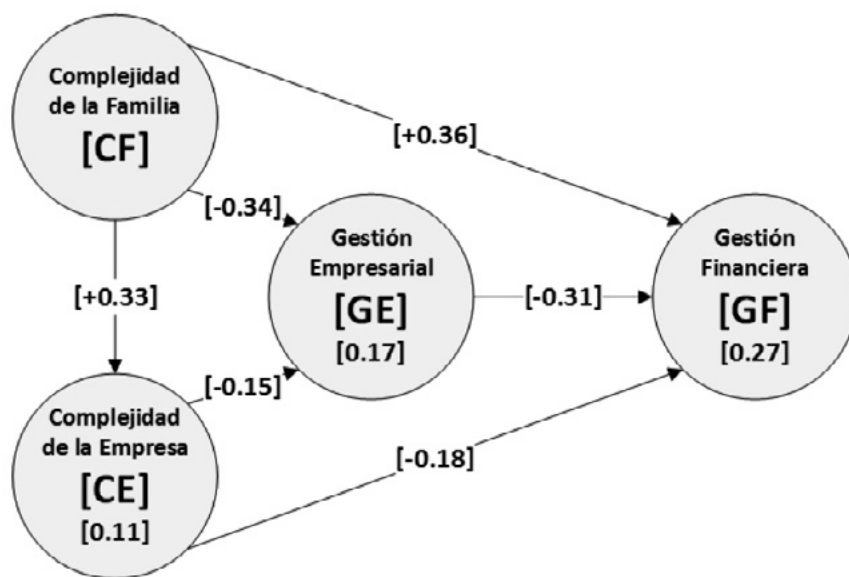 Complejidad
de la Familia
[CF]
[+0.36]
[-0.34]
Gestión
Empresarial
[GE]
[0.17]
Gestión
Financiera
[GF]
[0.27]
[+0.33]
[-0.31]
[-0.15]
Complejidad
de la Empresa
[CE]
[0.11]
[-0.18]